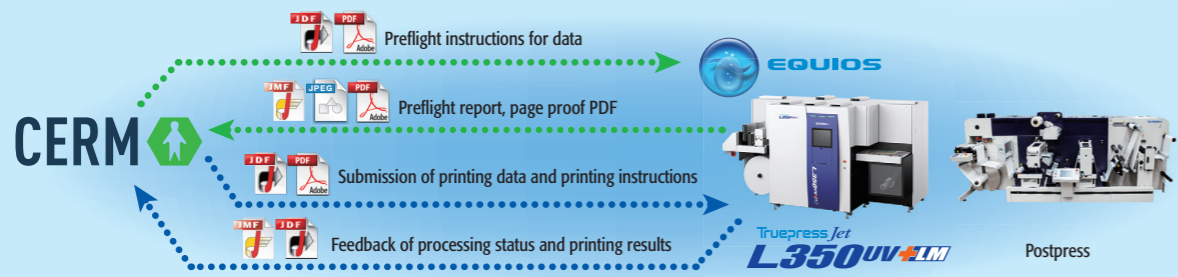 JDF PDF Adobe Preflight instructions for data
EQUIOS
JMF JPEG PDF Adobe Preflight report, page proof PDF
CERM
JDF PDF Adobe Submission of printing data and printing instructions
JMF JDF Feedback of processing status and printing results
L350UV
Truepress Jet
L350UV+LM
Postpress